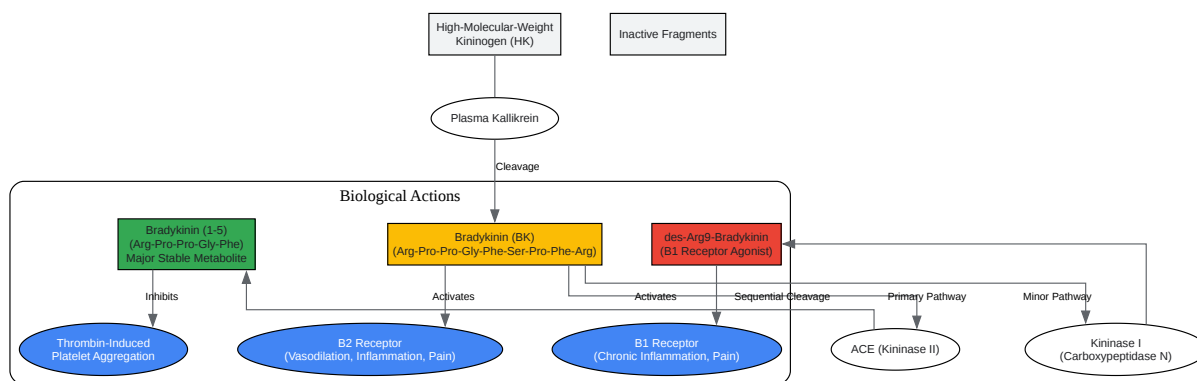 High-Molecular-Weight
Kininogen (HK)
Inactive Fragments
Plasma Kallikrein
Cleavage
Biological Actions
Bradykinin (1-5)
(Arg-Pro-Pro-Gly-Phe)
Major Stable Metabolite
Bradykinin (BK)
(Arg-Pro-Pro-Gly-Phe-Ser-Pro-Phe-Arg)
des-Arg9-Bradykinin
(B1 Receptor Agonist)
Inhibits
Activates
Activates
Sequential Cleavage
Primary Pathway
Minor Pathway
Thrombin-Induced
Platelet Aggregation
B2 Receptor
(Vasodilation, Inflammation, Pain)
B1 Receptor
(Chronic Inflammation, Pain)
ACE (Kininase II)
Kininase I
(Carboxypeptidase N)